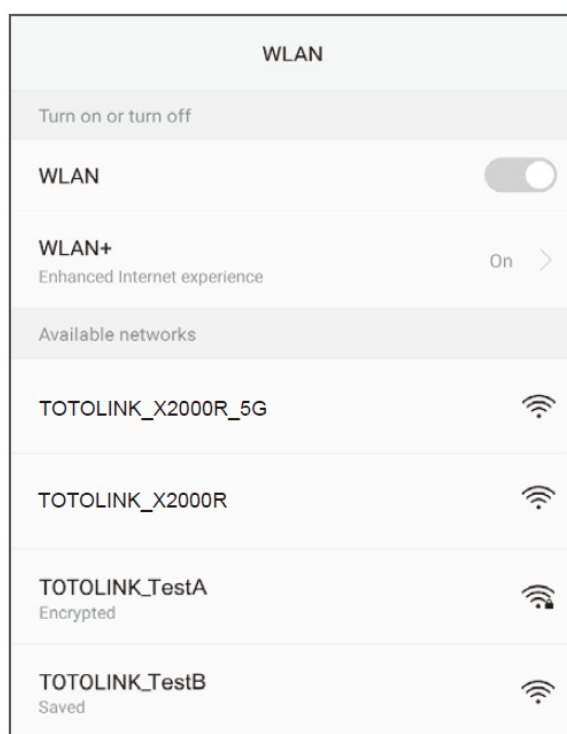 WLAN
Turn on or turn off
WLAN
WLAN+
Enhanced Internet experience
On
Available networks
TOTOLINK_X2000R_5G
TOTOLINK_X2000R
TOTOLINK_TestA
Encrypted
TOTOLINK_TestB
Saved